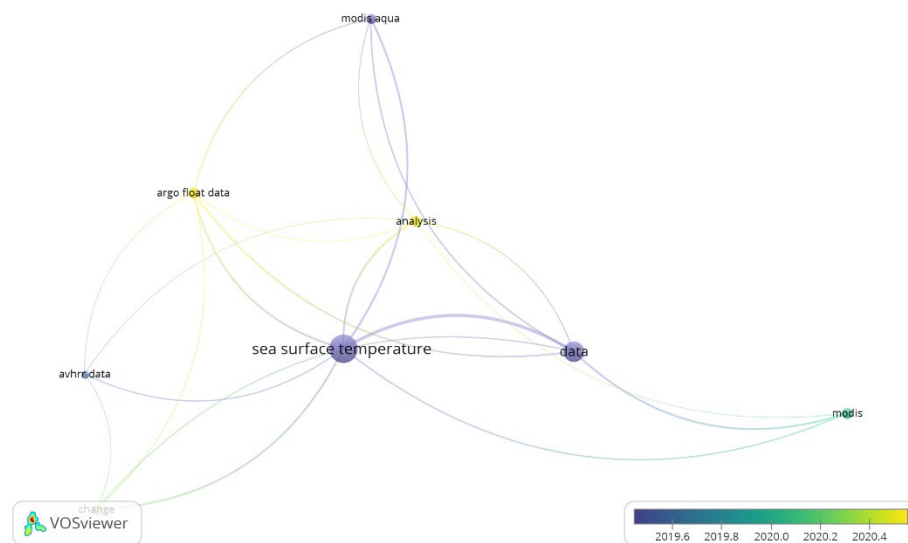 modis aqua
argo float data
analysis
sea surface temperature
data
avhrr data
modis
change
VOSviewer
2019.6 2019.8 2020.0 2020.2 2020.4